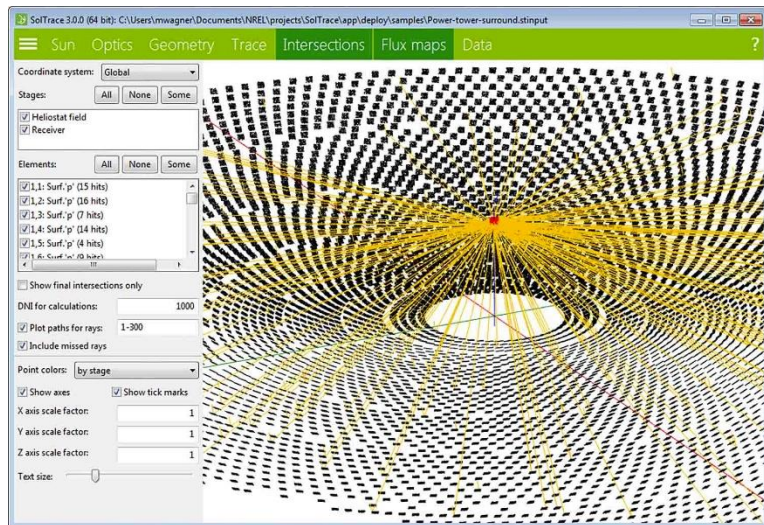 SolTrace 3.0.0 (64 bit): C:\Users\mwagner\Documents\NREL\projects\SolTrace\app\deploy\samples\Power-tower-surround.stinput
Sun Optics Geometry Trace Intersections Flux maps Data ?
Coordinate system: Global
Stages: All None Some
Heliostat field
Receiver
Elements: All None Some
1,1: Surf.'p' (15 hits)
1,2: Surf.'p' (16 hits)
1,3: Surf.'p' (7 hits)
1,4: Surf.'p' (14 hits)
1,5: Surf.'p' (4 hits)
1,6: Surf.'p' (9 hits)
Show final intersections only
DNI for calculations: 1000
Plot paths for rays: 1-300
Include missed rays
Point colors: by stage
Show axes Show tick marks
X axis scale factor: 1
Y axis scale factor: 1
Z axis scale factor: 1
Text size: